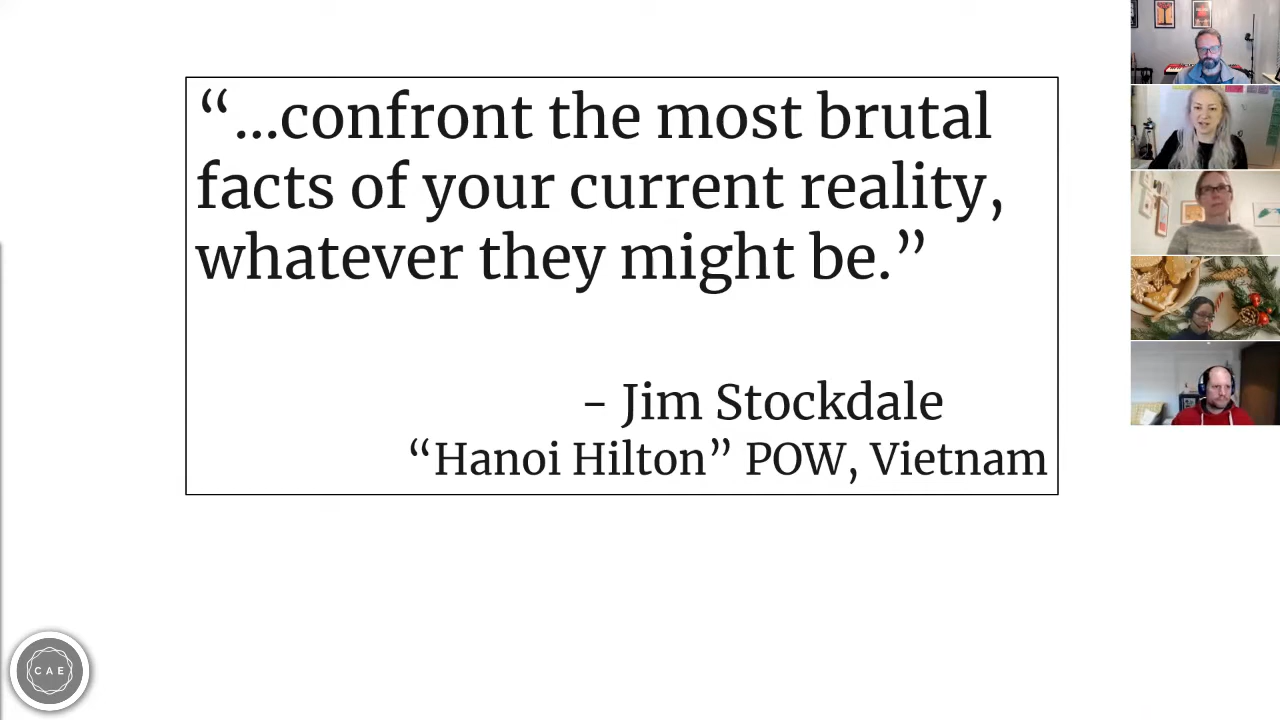 “...confront the most brutal
facts of your current reality,
whatever they might be.”
- Jim Stockdale
“Hanoi Hilton” POW, Vietnam
CAE